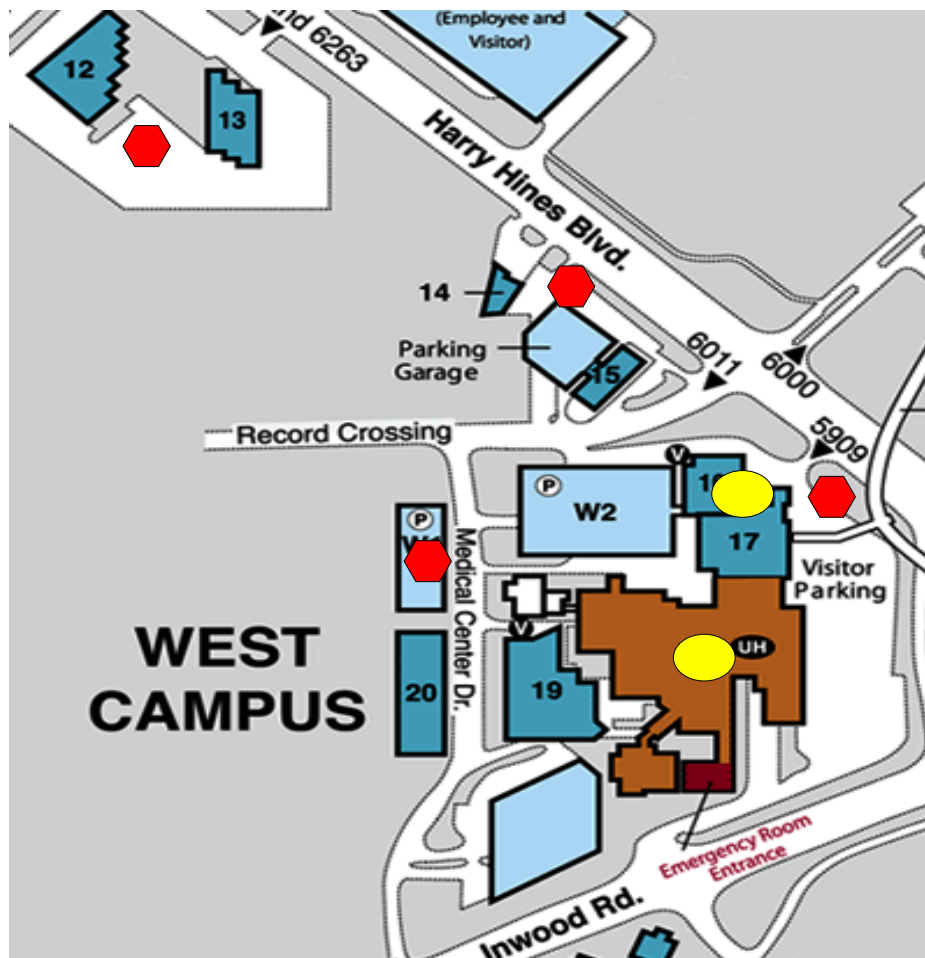 (Employee and
Visitor)
nd 6263
12
13
Harry Hines Blvd.
14
Parking
Garage
15
6011
6000
5909
Record Crossing
V
P
W2
17
P
Medical Center Dr.
Visitor
Parking
V
UH
WEST
CAMPUS
20
19
Emergency Room
Entrance
Inwood Rd.